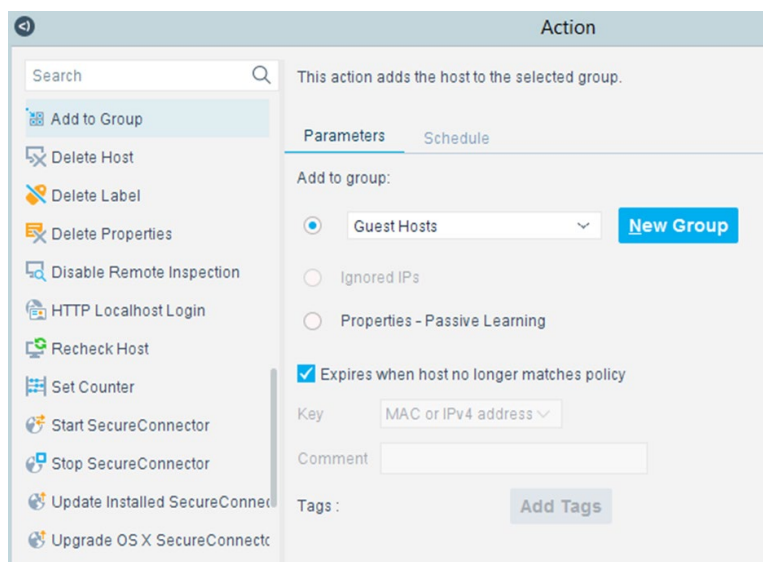 Action
Search
Add to Group
Delete Host
Delete Label
Delete Properties
Disable Remote Inspection
HTTP Localhost Login
Recheck Host
Set Counter
Start SecureConnector
Stop SecureConnector
Update Installed SecureConnec
Upgrade OS X SecureConnectc
This action adds the host to the selected group.
Parameters Schedule
Add to group:
Guest Hosts New Group
Ignored IPs
Properties - Passive Learning
Expires when host no longer matches policy
Key MAC or IPv4 address
Comment
Tags : Add Tags